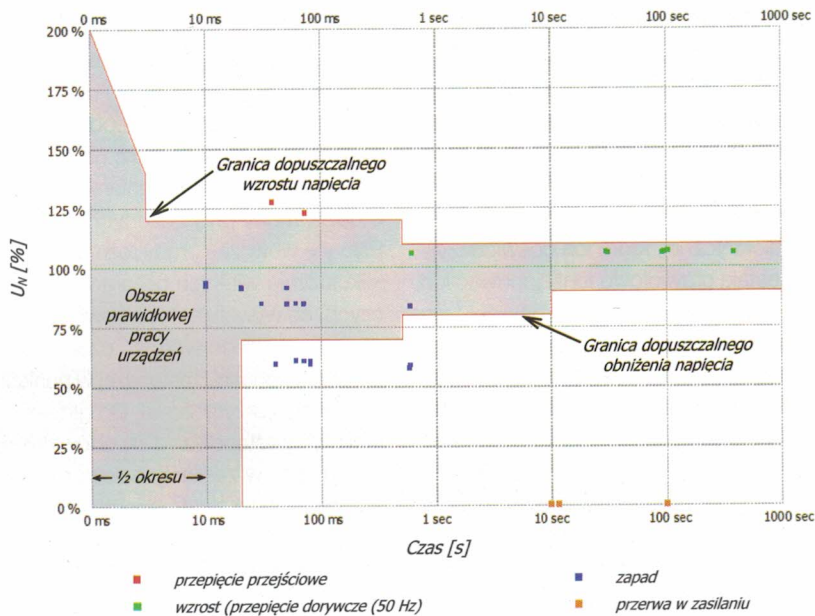 0 ms 10 ms 100 ms 1 sec 10 sec 100 sec 1000 sec
200 %
175 %
150 %
125 %
100 %
75 %
50 %
25 %
0 %
U_N [%]
Granica dopuszczalnego
wzrostu napięcia
Obszar
prawidłowej
pracy
urządzeń
Granica dopuszczalnego
obniżenia napięcia
½ okresu
0 ms 10 ms 100 ms 1 sec 10 sec 100 sec 1000 sec
Czas [s]
przepięcie przejściowe
zapad
wzrost (przepięcie dorywcze (50 Hz)
przerwa w zasilaniu